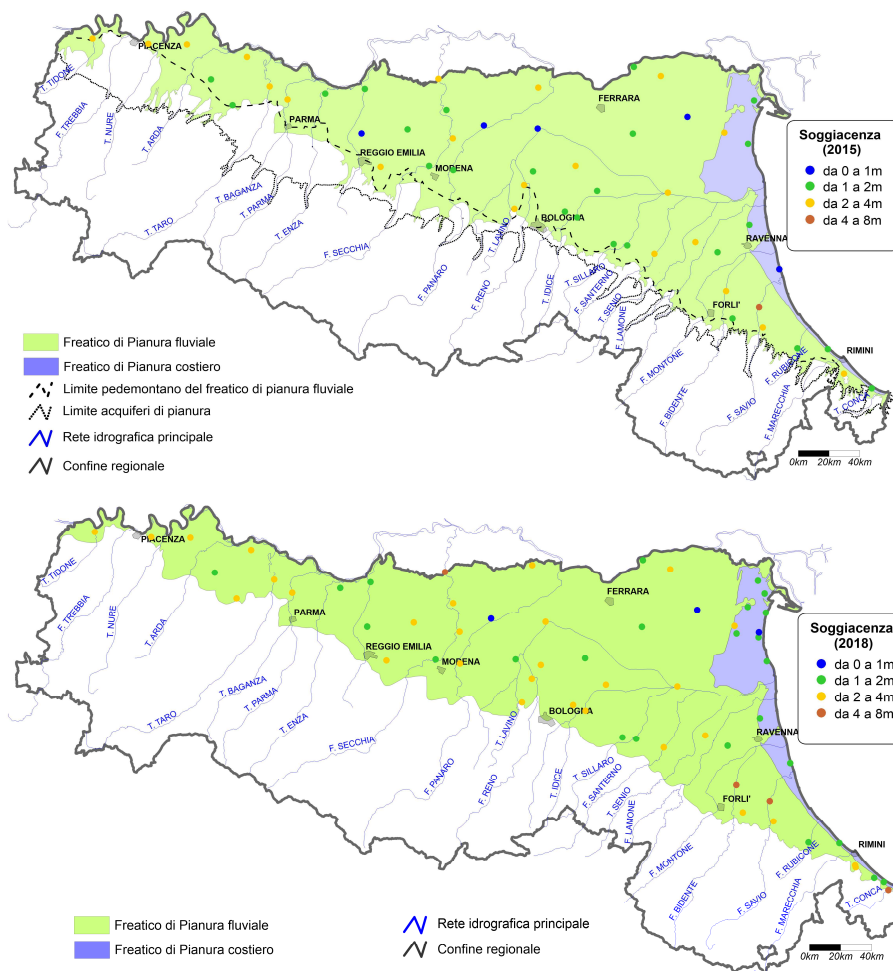 PIACENZA
T. TIDONE
F. TREBBIA
T. NURE
T. ARDA
FERRARA
PARMA
REGGIO EMILIA
MODENA
BOLOGNA
RAVENNA
FORLI'
RIMINI
T. TARO
T. BAGANZA
T. PARMA
T. ENZA
F. SECCHIA
F. PANARO
F. RENO
T. LAVINO
T. IDICE
T. SILLARO
F. SANTERNO
T. SENIO
F. LAMONE
F. MONTONE
F. BIDENTE
F. SAVIO
F. RUBICONE
F. MARECCHIA
T. CONCA
Soggiacenza
(2015)
da 0 a 1m
da 1 a 2m
da 2 a 4m
da 4 a 8m
Freatico di Pianura fluviale
Freatico di Pianura costiero
Limite pedemontano del freatico di pianura fluviale
Limite acquiferi di pianura
Rete idrografica principale
Confine regionale
0km 20km 40km
PIACENZA
T. TIDONE
F. TREBBIA
T. NURE
T. ARDA
FERRARA
PARMA
REGGIO EMILIA
MODENA
BOLOGNA
RAVENNA
FORLI'
RIMINI
T. TARO
T. BAGANZA
T. PARMA
T. ENZA
F. SECCHIA
F. PANARO
F. RENO
T. LAVINO
T. IDICE
T. SILLARO
F. SANTERNO
T. SENIO
F. LAMONE
F. MONTONE
F. BIDENTE
F. SAVIO
F. RUBICONE
F. MARECCHIA
T. CONCA
Soggiacenza
(2018)
da 0 a 1m
da 1 a 2m
da 2 a 4m
da 4 a 8m
Freatico di Pianura fluviale
Freatico di Pianura costiero
Rete idrografica principale
Confine regionale
0km 20km 40km